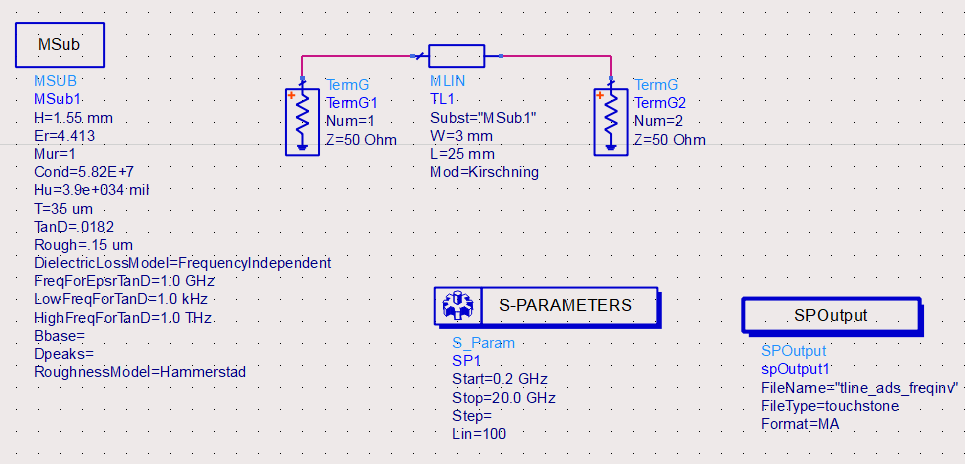 MSub
MSUB
MSub1
H=1.55 mm
Er=4.413
Mur=1
Cond=5.82E+7
Hu=3.9e+034 mil
T=35 um
TanD=.0182
Rough=.15 um
DielectricLossModel=FrequencyIndependent
FreqForEpsrTanD=1.0 GHz
LowFreqForTanD=1.0 kHz
HighFreqForTanD=1.0 THz
Bbase=
Dpeaks=
RoughnessModel=Hammerstad
TermG
TermG1
Num=1
Z=50 Ohm
MLIN
TL1
Subst="MSub1"
W=3 mm
L=25 mm
Mod=Kirschning
TermG
TermG2
Num=2
Z=50 Ohm
S-PARAMETERS
S_Param
SP1
Start=0.2 GHz
Stop=20.0 GHz
Step=
Lin=100
SPOutput
SPOutput
spOutput1
FileName="tline_ads_freqinv"
FileType=touchstone
Format=MA